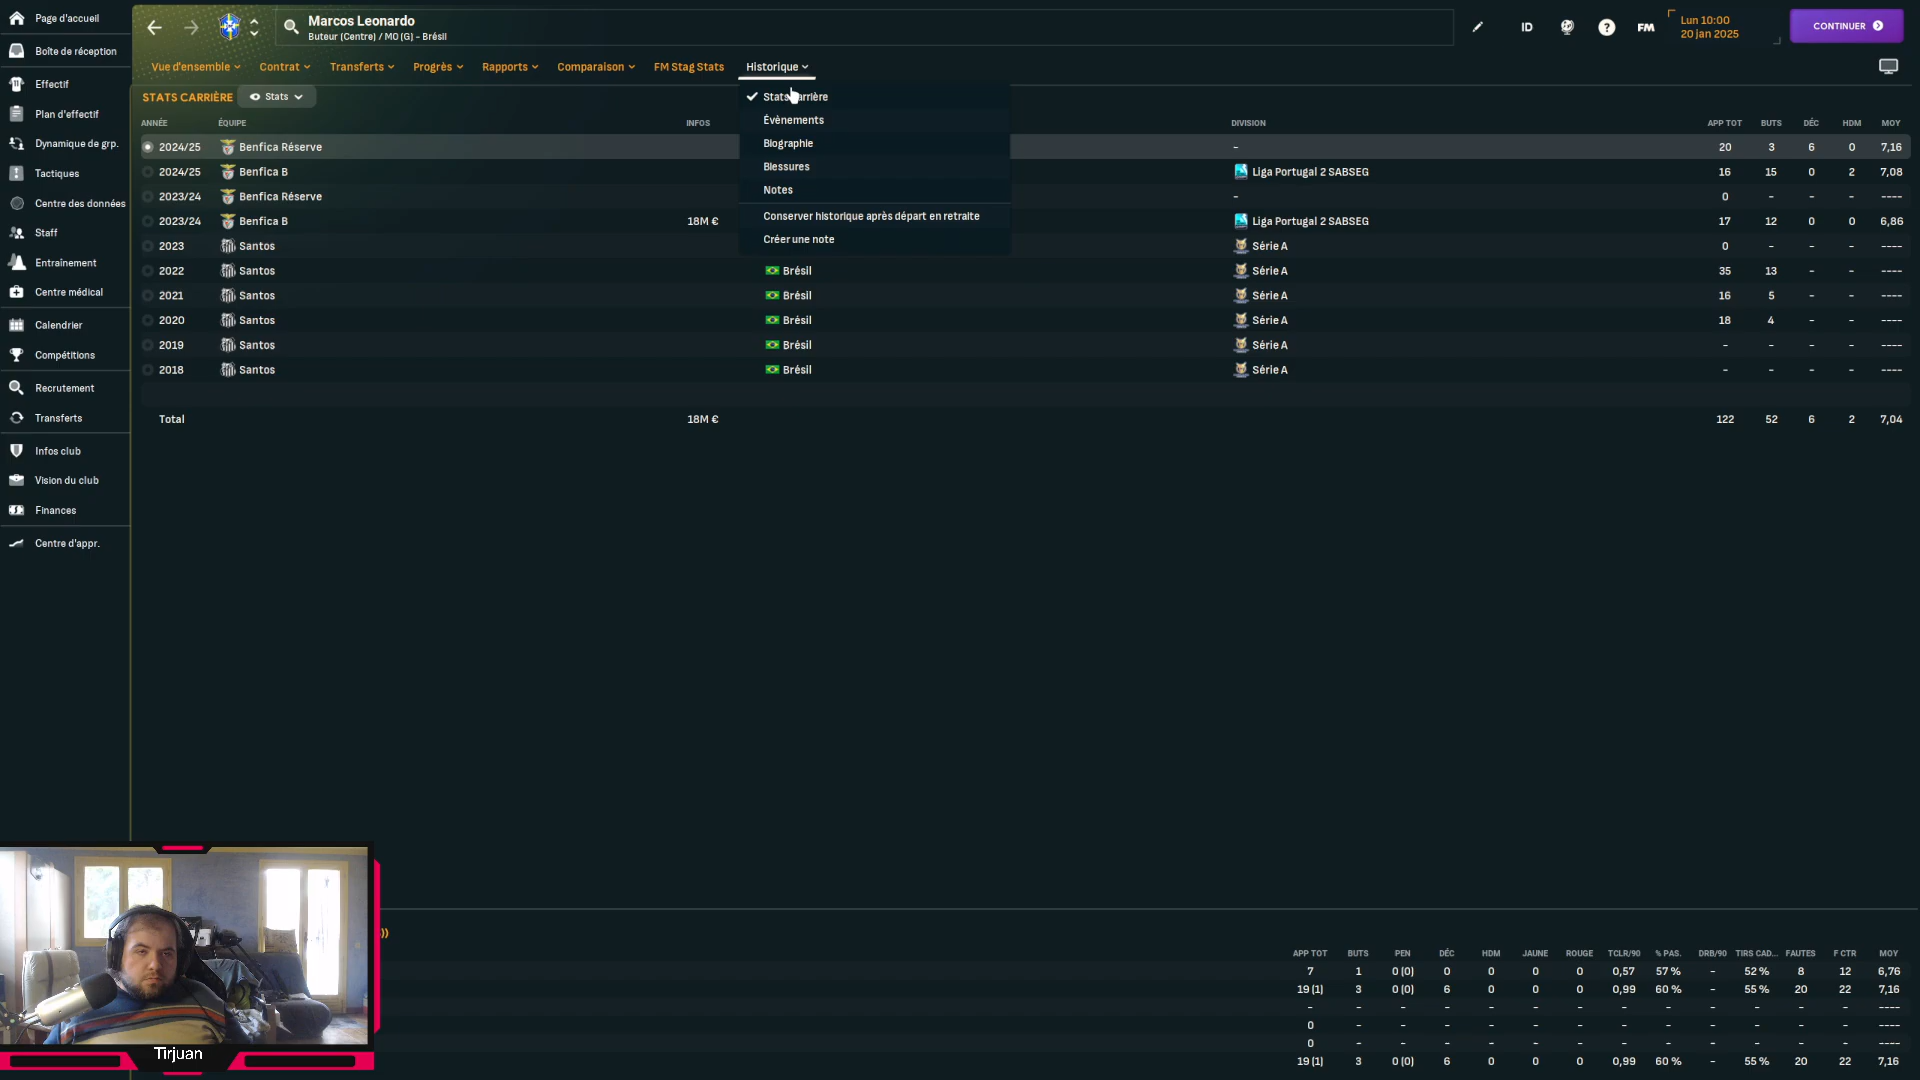 Page d'accueil
Boîte de réception
Effectif
Plan d'effectif
Dynamique de grp.
Tactiques
Centre des données
Staff
Entraînement
Centre médical
Calendrier
Compétitions
Recrutement
Transferts
Infos club
Vision du club
Finances
Centre d'appr.
Marcos Leonardo
Buteur (Centre) / MO (G) - Brésil
ID
FM
Lun 10:00
20 jan 2025
CONTINUER
Vue d'ensemble Contrat Transferts Progrès Rapports Comparaison FM Stag Stats Historique
STATS CARRIÈRE Stats
Stats carrière
Évènements
Biographie
Blessures
Notes
Conserver historique après départ en retraite
Créer une note
ANNÉE ÉQUIPE INFOS DIVISION APP TOT BUTS DÉC HDM MOY
2024/25 Benfica Réserve - 20 3 6 0 7,16
2024/25 Benfica B Liga Portugal 2 SABSEG 16 15 0 2 7,08
2023/24 Benfica Réserve - 0 - - - ----
2023/24 Benfica B 18M € Liga Portugal 2 SABSEG 17 12 0 0 6,86
2023 Santos Série A 0 - - - ----
2022 Santos Brésil Série A 35 13 - - ----
2021 Santos Brésil Série A 16 5 - - ----
2020 Santos Brésil Série A 18 4 - - ----
2019 Santos Brésil Série A - - - - ----
2018 Santos Brésil Série A - - - - ----
Total 18M € 122 52 6 2 7,04
APP TOT BUTS PEN DÉC HDM JAUNE ROUGE TCLR/90 % PAS. DRB/90 TIRS CAD... FAUTES F CTR MOY
7 1 0 (0) 0 0 0 0 0,57 57 % - 52 % 8 12 6,76
19 (1) 3 0 (0) 6 0 0 0 0,99 60 % - 55 % 20 22 7,16
- - - - - - - - - - - - - ----
0 - - - - - - - - - - - - ----
0 - - - - - - - - - - - - ----
19 (1) 3 0 (0) 6 0 0 0 0,99 60 % - 55 % 20 22 7,16
Tirjuan